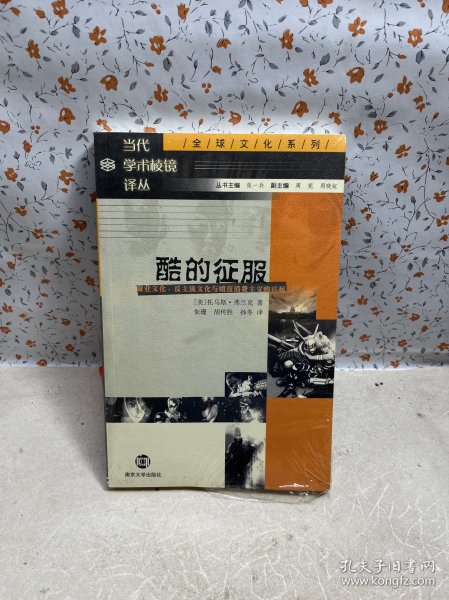 当代
学术棱镜
译丛
/全/球/文/化/系/列/
丛书主编 张一兵 副主编 周宪 周晓虹
酷的征服
商业文化、反主流文化与嬉皮消费主义的兴起
[美]托马斯·弗兰克 著
朱珊 胡传胜 孙冬 译
南京大学出版社
孔夫子旧书网
www.kongfz.com